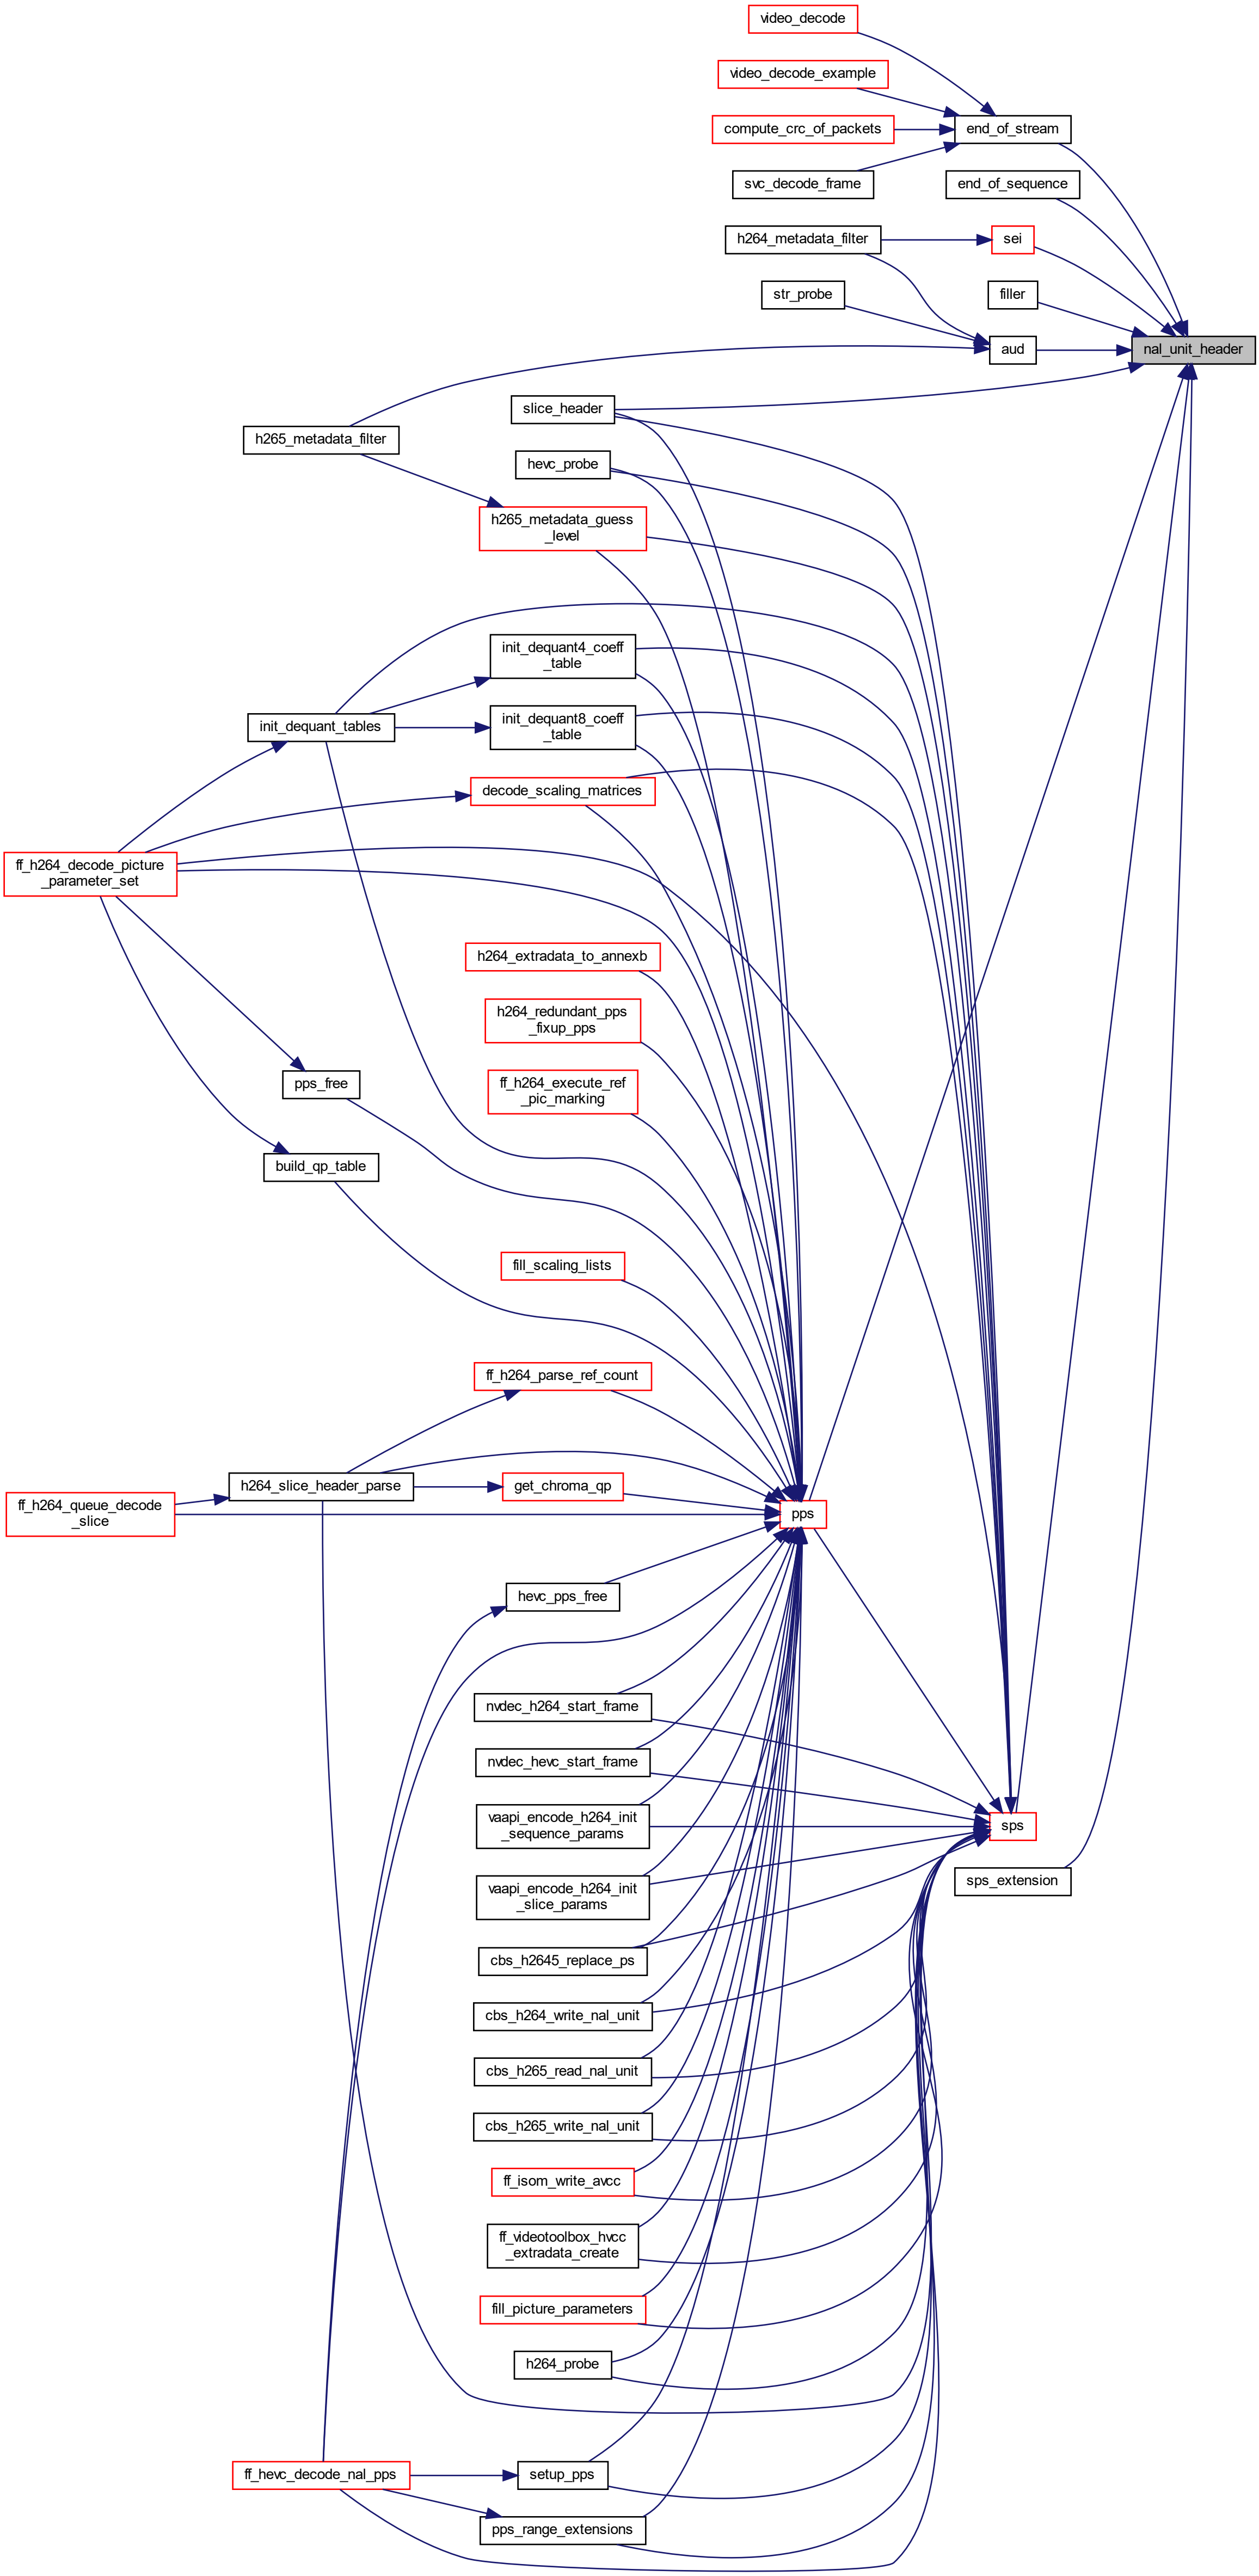 video_decode
video_decode_example
compute_crc_of_packets
end_of_stream
svc_decode_frame
end_of_sequence
h264_metadata_filter
sei
str_probe
filler
aud
nal_unit_header
slice_header
h265_metadata_filter
hevc_probe
h265_metadata_guess
_level
init_dequant4_coeff
_table
init_dequant_tables
init_dequant8_coeff
_table
decode_scaling_matrices
ff_h264_decode_picture
_parameter_set
h264_extradata_to_annexb
h264_redundant_pps
_fixup_pps
ff_h264_execute_ref
_pic_marking
pps_free
build_qp_table
fill_scaling_lists
ff_h264_parse_ref_count
h264_slice_header_parse
get_chroma_qp
ff_h264_queue_decode
_slice
pps
hevc_pps_free
nvdec_h264_start_frame
nvdec_hevc_start_frame
vaapi_encode_h264_init
_sequence_params
sps
vaapi_encode_h264_init
_slice_params
sps_extension
cbs_h2645_replace_ps
cbs_h264_write_nal_unit
cbs_h265_read_nal_unit
cbs_h265_write_nal_unit
ff_isom_write_avcc
ff_videotoolbox_hvcc
_extradata_create
fill_picture_parameters
h264_probe
ff_hevc_decode_nal_pps
setup_pps
pps_range_extensions